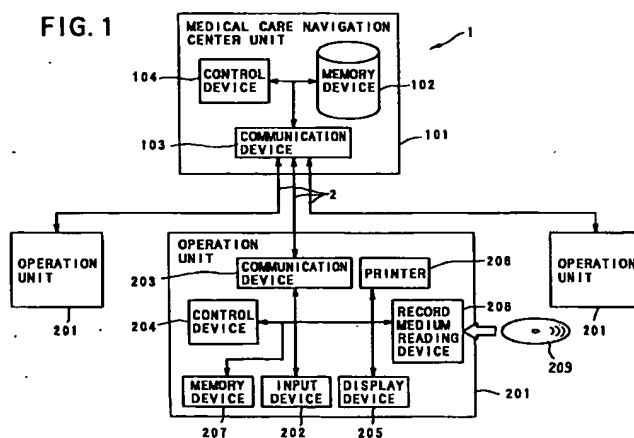 FIG. 1
MEDICAL CARE NAVIGATION
CENTER UNIT
1
104
CONTROL
DEVICE
MEMORY
DEVICE
102
103
COMMUNICATION
DEVICE
101
2
OPERATION
UNIT
201
OPERATION
UNIT
203
COMMUNICATION
DEVICE
PRINTER
206
204
CONTROL
DEVICE
RECORD
MEDIUM
READING
DEVICE
208
209
MEMORY
DEVICE
INPUT
DEVICE
DISPLAY
DEVICE
207
202
205
201
OPERATION
UNIT
201